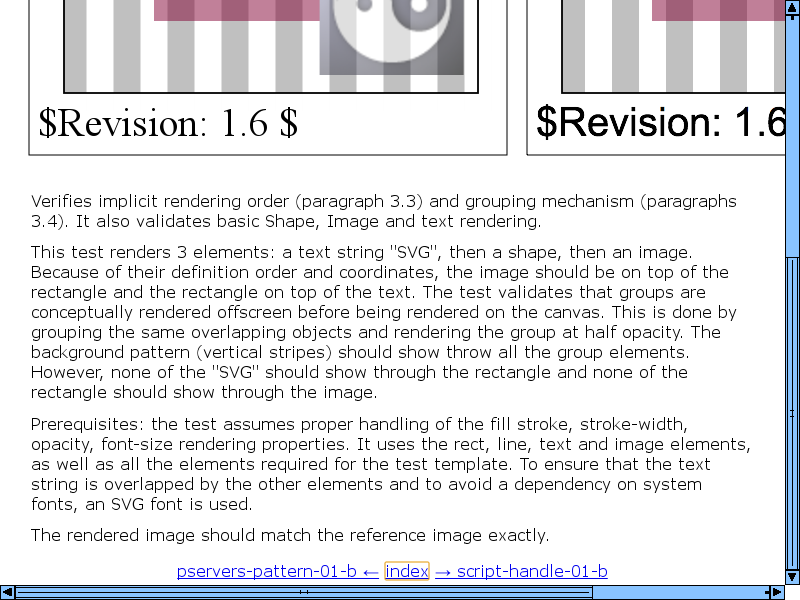 $Revision: 1.6 $
$Revision: 1.6
Verifies implicit rendering order (paragraph 3.3) and grouping mechanism (paragraphs
3.4). It also validates basic Shape, Image and text rendering.
This test renders 3 elements: a text string "SVG", then a shape, then an image.
Because of their definition order and coordinates, the image should be on top of the
rectangle and the rectangle on top of the text. The test validates that groups are
conceptually rendered offscreen before being rendered on the canvas. This is done by
grouping the same overlapping objects and rendering the group at half opacity. The
background pattern (vertical stripes) should show throw all the group elements.
However, none of the "SVG" should show through the rectangle and none of the
rectangle should show through the image.
Prerequisites: the test assumes proper handling of the fill stroke, stroke-width,
opacity, font-size rendering properties. It uses the rect, line, text and image elements,
as well as all the elements required for the test template. To ensure that the text
string is overlapped by the other elements and to avoid a dependency on system
fonts, an SVG font is used.
The rendered image should match the reference image exactly.
pservers-pattern-01-b ← index → script-handle-01-b